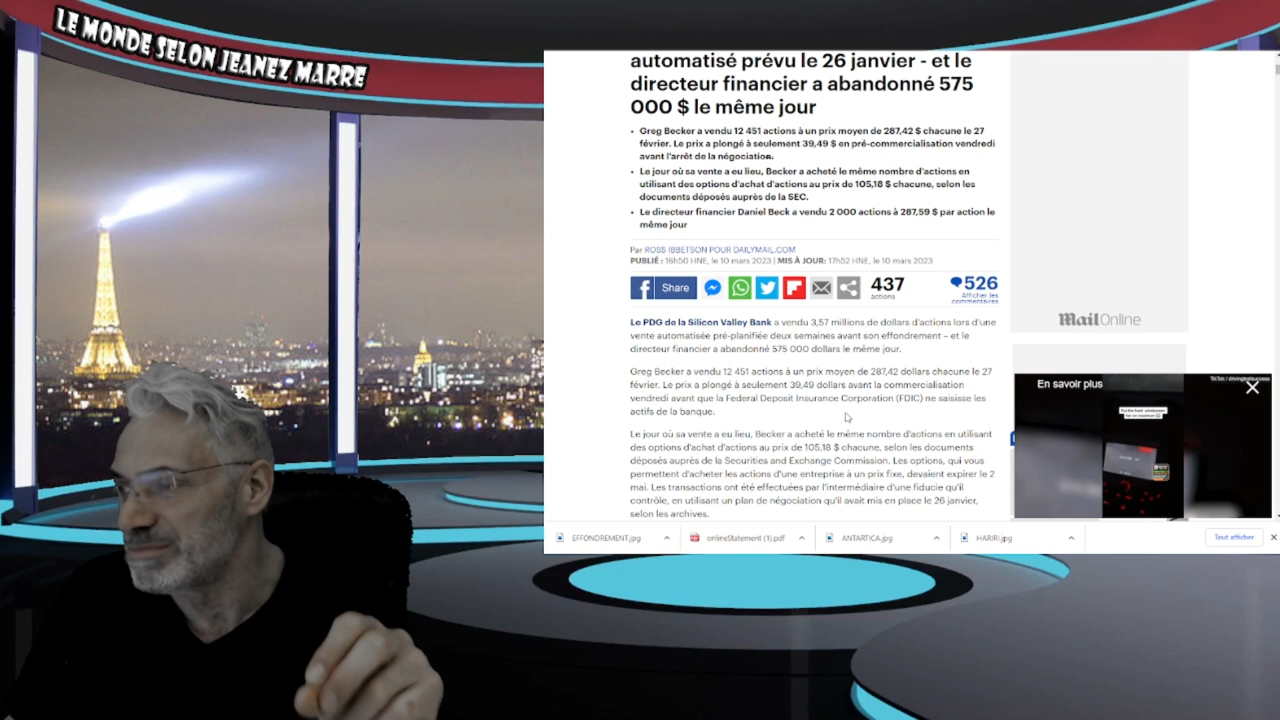 LE MONDE SELON JEANEZ MARRE
automatisé prévu le 26 janvier - et le
directeur financier a abandonné 575
000 $ le même jour
• Greg Becker a vendu 12 451 actions à un prix moyen de 287,42 $ chacune le 27
février. Le prix a plongé à seulement 39,49 $ en pré-commercialisation vendredi
avant l'arrêt de la négociation.
• Le jour où sa vente a eu lieu, Becker a acheté le même nombre d'actions en
utilisant des options d'achat d'actions au prix de 105,18 $ chacune, selon les
documents déposés auprès de la SEC.
• Le directeur financier Daniel Beck a vendu 2 000 actions à 287,59 $ par action le
même jour
Par ROSS IBBETSON POUR DAILYMAIL.COM
PUBLIÉ : 16h50 HNE, le 10 mars 2023 | MIS À JOUR: 17h52 HNE, le 10 mars 2023
Share
437
actions
526
Afficher les
commentaires
Le PDG de la Silicon Valley Bank a vendu 3,57 millions de dollars d'actions lors d'une
vente automatisée pré-planifiée deux semaines avant son effondrement – et le
directeur financier a abandonné 575 000 dollars le même jour.
Greg Becker a vendu 12 451 actions à un prix moyen de 287,42 dollars chacune le 27
février. Le prix a plongé à seulement 39,49 dollars avant la commercialisation
vendredi avant que la Federal Deposit Insurance Corporation (FDIC) ne saisisse les
actifs de la banque.
Le jour où sa vente a eu lieu, Becker a acheté le même nombre d'actions en utilisant
des options d'achat d'actions au prix de 105,18 $ chacune, selon les documents
déposés auprès de la Securities and Exchange Commission. Les options, qui vous
permettent d'acheter les actions d'une entreprise à un prix fixe, devaient expirer le 2
mai. Les transactions ont été effectuées par l'intermédiaire d'une fiducie qu'il
contrôle, en utilisant un plan de négociation qu'il avait mis en place le 26 janvier,
selon les archives.
Mail Online
En savoir plus
EFFONDREMENT.jpg
onlineStatement (1).pdf
ANTARTICA.jpg
HARIRI.jpg
Tout afficher